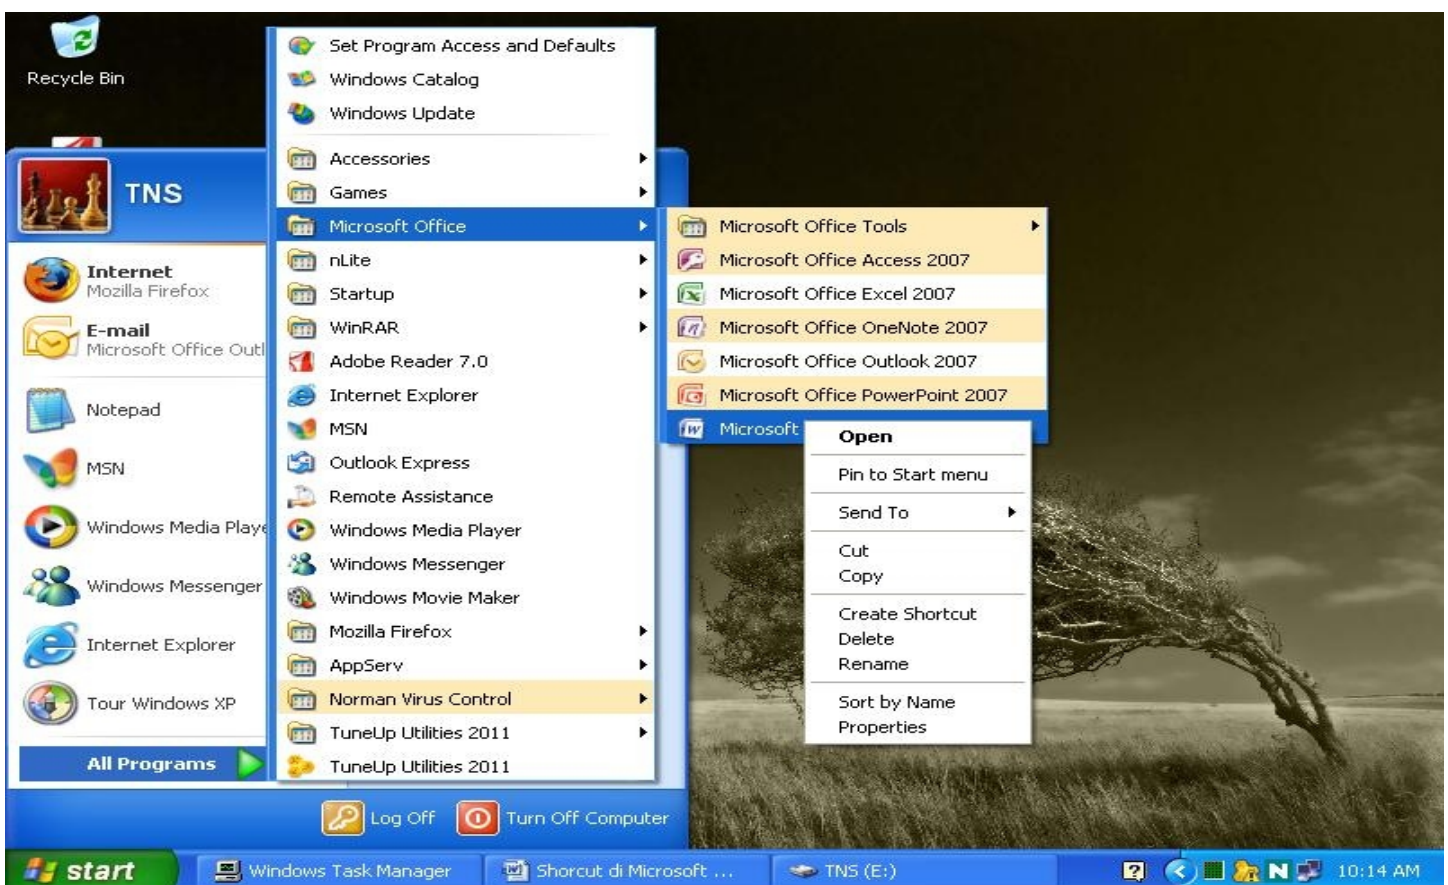 Recycle Bin
TNS
Internet
Mozilla Firefox
E-mail
Microsoft Office Outl
Notepad
MSN
Windows Media Playe
Windows Messenger
Internet Explorer
Tour Windows XP
All Programs
Set Program Access and Defaults
Windows Catalog
Windows Update
Accessories
Games
Microsoft Office
nLite
Startup
WinRAR
Adobe Reader 7.0
Internet Explorer
MSN
Outlook Express
Remote Assistance
Windows Media Player
Windows Messenger
Windows Movie Maker
Mozilla Firefox
AppServ
Norman Virus Control
TuneUp Utilities 2011
TuneUp Utilities 2011
Microsoft Office Tools
Microsoft Office Access 2007
Microsoft Office Excel 2007
Microsoft Office OneNote 2007
Microsoft Office Outlook 2007
Microsoft Office PowerPoint 2007
Microsoft
Open
Pin to Start menu
Send To
Cut
Copy
Create Shortcut
Delete
Rename
Sort by Name
Properties
Log Off
Turn Off Computer
start
Windows Task Manager
Shorcut di Microsoft ...
TNS (E:)
10:14 AM